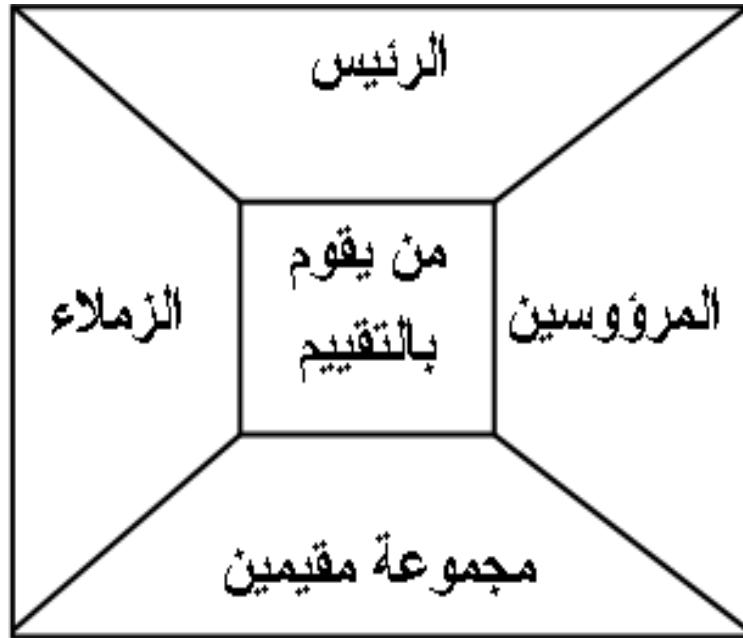 الرئيس
من يقوم
بالتقييم
المرؤوسين
الزملاء
مجموعة مقيمين